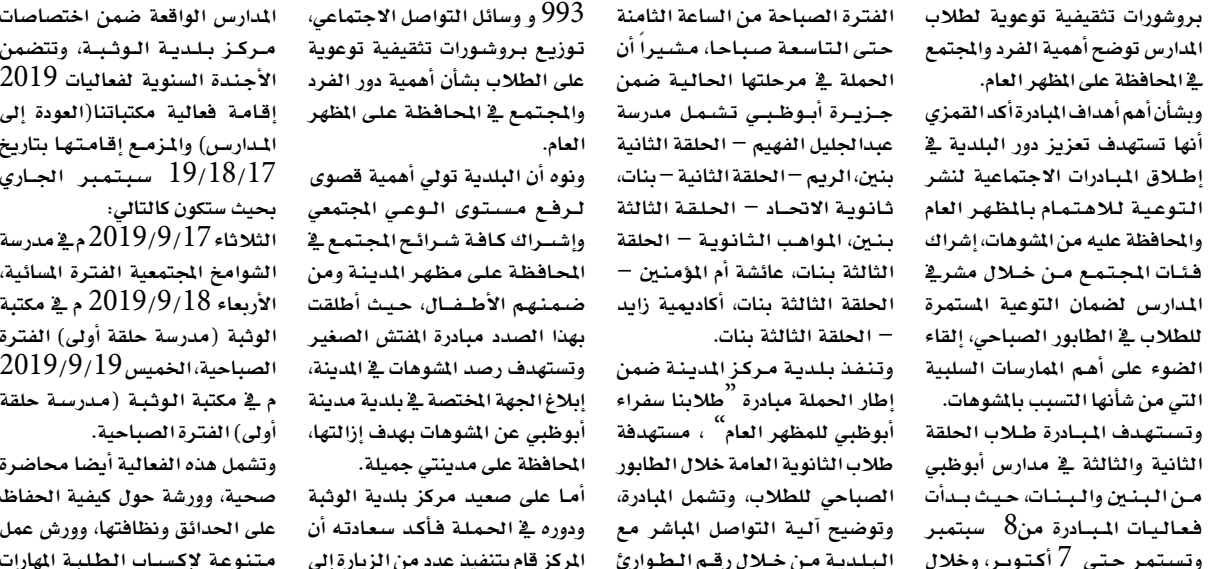 بروشورات تثقيفية توعوية لطلاب
المدارس توضح أهمية الفرد والمجتمع
في المحافظة على المظهر العام.
وبشأن أهم أهداف المبادرة أكد القمزي
أنها تستهدف تعزيز دور البلدية في
إطلاق المبادرات الاجتماعية لنشر
التوعية للاهتمام بالمظهر العام
والمحافظة عليه من المشوهات، إشراك
فئات المجتمع من خلال مشرفي
المدارس لضمان التوعية المستمرة
للطلاب في الطابور الصباحي، إلقاء
الضوء على أهم الممارسات السلبية
التي من شأنها التسبب بالمشوهات.
وتستهدف المبادرة طلاب الحلقة
الثانية والثالثة في مدارس أبوظبي
من البنين والبنات، حيث بدأت
فعاليات المبادرة من8 سبتمبر
وتستمر حتى 7 أكتوبر، وخلال
الفترة الصباحة من الساعة الثامنة
حتى التاسعة صباحا، مشيراً أن
الحملة في مرحلتها الحالية ضمن
جزيرة أبوظبي تشمل مدرسة
عبدالجليل الفهيم – الحلقة الثانية
بنين، الريم – الحلقة الثانية – بنات،
ثانوية الاتحاد – الحلقة الثالثة
بنين، المواهب الثانوية – الحلقة
الثالثة بنات، عائشة أم المؤمنين –
الحلقة الثالثة بنات، أكاديمية زايد
– الحلقة الثالثة بنات.
وتنفذ بلدية مركز المدينة ضمن
إطار الحملة مبادرة ”طلابنا سفراء
أبوظبي للمظهر العام“ ، مستهدفة
طلاب الثانوية العامة خلال الطابور
الصباحي للطلاب، وتشمل المبادرة،
وتوضيح آلية التواصل المباشر مع
البلدية من خلال رقم الطوارئ
993 و وسائل التواصل الاجتماعي،
توزيع بروشورات تثقيفية توعوية
على الطلاب بشأن أهمية دور الفرد
والمجتمع في المحافظة على المظهر
العام.
ونوه أن البلدية تولي أهمية قصوى
لرفع مستوى الوعي المجتمعي
وإشراك كافة شرائح المجتمع في
المحافظة على مظهر المدينة ومن
ضمنهم الأطفال، حيث أطلقت
بهذا الصدد مبادرة المفتش الصغير
وتستهدف رصد المشوهات في المدينة،
إبلاغ الجهة المختصة في بلدية مدينة
أبوظبي عن المشوهات بهدف إزالتها،
المحافظة على مدينتي جميلة.
أما على صعيد مركز بلدية الوثبة
ودوره في الحملة فأكد سعادته أن
المركز قام بتنفيذ عدد من الزيارة إلى
المدارس الواقعة ضمن اختصاصات
مركز بلدية الوثبة، وتتضمن
الأجندة السنوية لفعاليات 2019
إقامة فعالية مكتباتنا(العودة إلى
المدارس) والمزمع إقامتها بتاريخ
19/18/17 سبتمبر الجاري
بحيث ستكون كالتالي:
الثلاثاء 2019/9/17 م في مدرسة
الشوامخ المجتمعية الفترة المسائية،
الأربعاء 2019/9/18 م في مكتبة
الوثبة (مدرسة حلقة أولى) الفترة
الصباحية، الخميس 2019/9/19
م في مكتبة الوثبة (مدرسة حلقة
أولى) الفترة الصباحية.
وتشمل هذه الفعالية أيضا محاضرة
صحية، وورشة حول كيفية الحفاظ
على الحدائق ونظافتها، وورش عمل
متنوعة لإكساب الطلبة المهارات